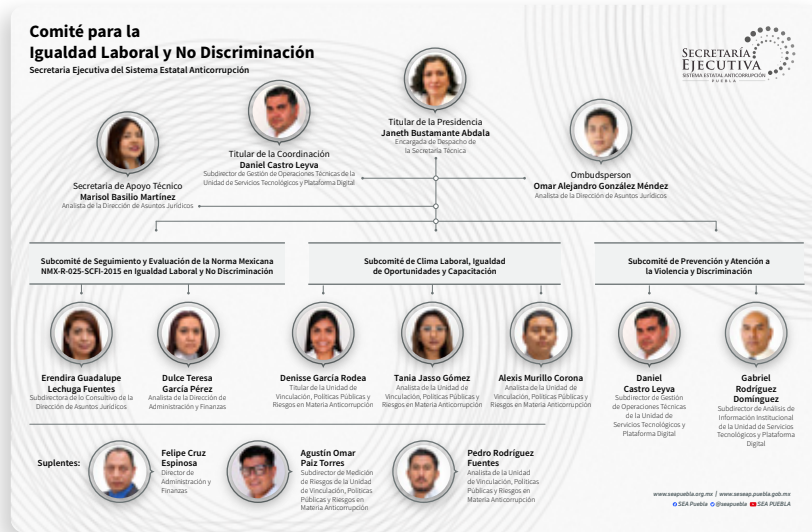 Comité para la
Igualdad Laboral y No Discriminación
Secretaria Ejecutiva del Sistema Estatal Anticorrupción
SECRETARÍA
EJECUTIVA
SISTEMA ESTATAL ANTICORRUPCIÓN
PUEBLA
Titular de la Presidencia
Janeth Bustamante Abdala
Encargada de Despacho de
la Secretaría Técnica
Titular de la Coordinación
Daniel Castro Leyva
Subdirector de Gestión de Operaciones Técnicas de la
Unidad de Servicios Tecnológicos y Plataforma Digital
Ombudsperson
Omar Alejandro González Méndez
Analista de la Dirección de Asuntos Jurídicos
Secretaria de Apoyo Técnico
Marisol Basilio Martínez
Analista de la Dirección de Asuntos Jurídicos
Subcomité de Seguimiento y Evaluación de la Norma Mexicana
NMX-R-025-SCFI-2015 en Igualdad Laboral y No Discriminación
Subcomité de Clima Laboral, Igualdad
de Oportunidades y Capacitación
Subcomité de Prevención y Atención a
la Violencia y Discriminación
Erendira Guadalupe
Lechuga Fuentes
Subdirectora de lo Consultivo de la
Dirección de Asuntos Jurídicos
Dulce Teresa
García Pérez
Analista de la Dirección de
Administración y Finanzas
Denisse García Rodea
Titular de la Unidad de
Vinculación, Políticas Públicas y
Riesgos en Materia Anticorrupción
Tania Jasso Gómez
Analista de la Unidad de
Vinculación, Políticas Públicas y
Riesgos en Materia Anticorrupción
Alexis Murillo Corona
Analista de la Unidad de
Vinculación, Políticas Públicas y
Riesgos en Materia Anticorrupción
Daniel
Castro Leyva
Subdirector de Gestión
de Operaciones Técnicas
de la Unidad de
Servicios Tecnológicos y
Plataforma Digital
Gabriel
Rodríguez
Domínguez
Subdirector de Análisis de
Información Institucional
de la Unidad de Servicios
Tecnológicos y Plataforma
Digital
Suplentes:
Felipe Cruz
Espinosa
Director de
Administración y
Finanzas
Agustín Omar
Paiz Torres
Subdirector de Medición
de Riesgos de la Unidad
de Vinculación, Políticas
Públicas y Riesgos en
Materia Anticorrupción
Pedro Rodríguez
Fuentes
Analista de la Unidad
de Vinculación, Políticas
Públicas y Riesgos en
Materia Anticorrupción
www.seapuebla.org.mx | www.seseap.puebla.gob.mx
SEA Puebla @seapuebla SEA PUEBLA